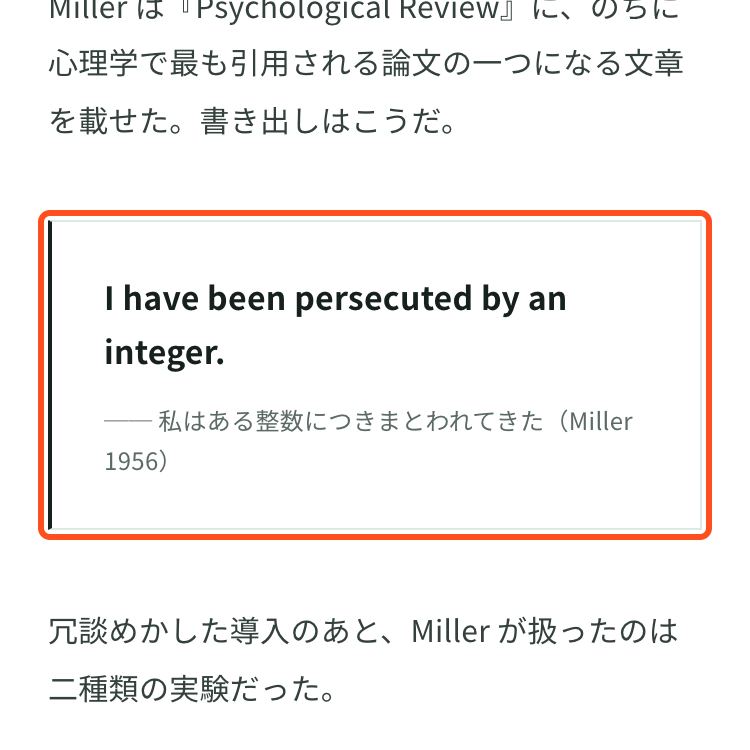 Miller は『Psychological Review』に、のちに
心理学で最も引用される論文の一つになる文章
を載せた。書き出しはこうだ。
I have been persecuted by an
integer.
—— 私はある整数につきまとわれてきた（Miller
1956）
冗談めかした導入のあと、Miller が扱ったのは
二種類の実験だった。